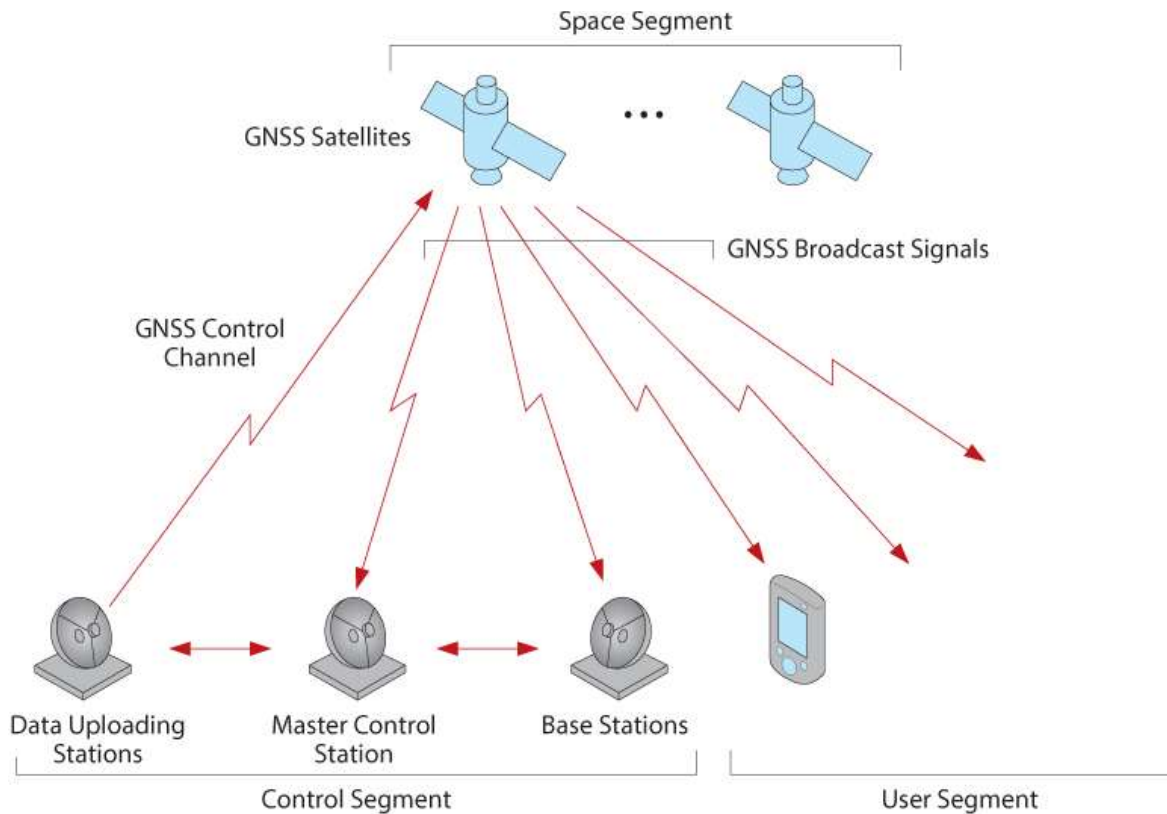 Space Segment
GNSS Satellites
GNSS Broadcast Signals
GNSS Control
Channel
Data Uploading
Stations
Master Control
Station
Base Stations
Control Segment
User Segment